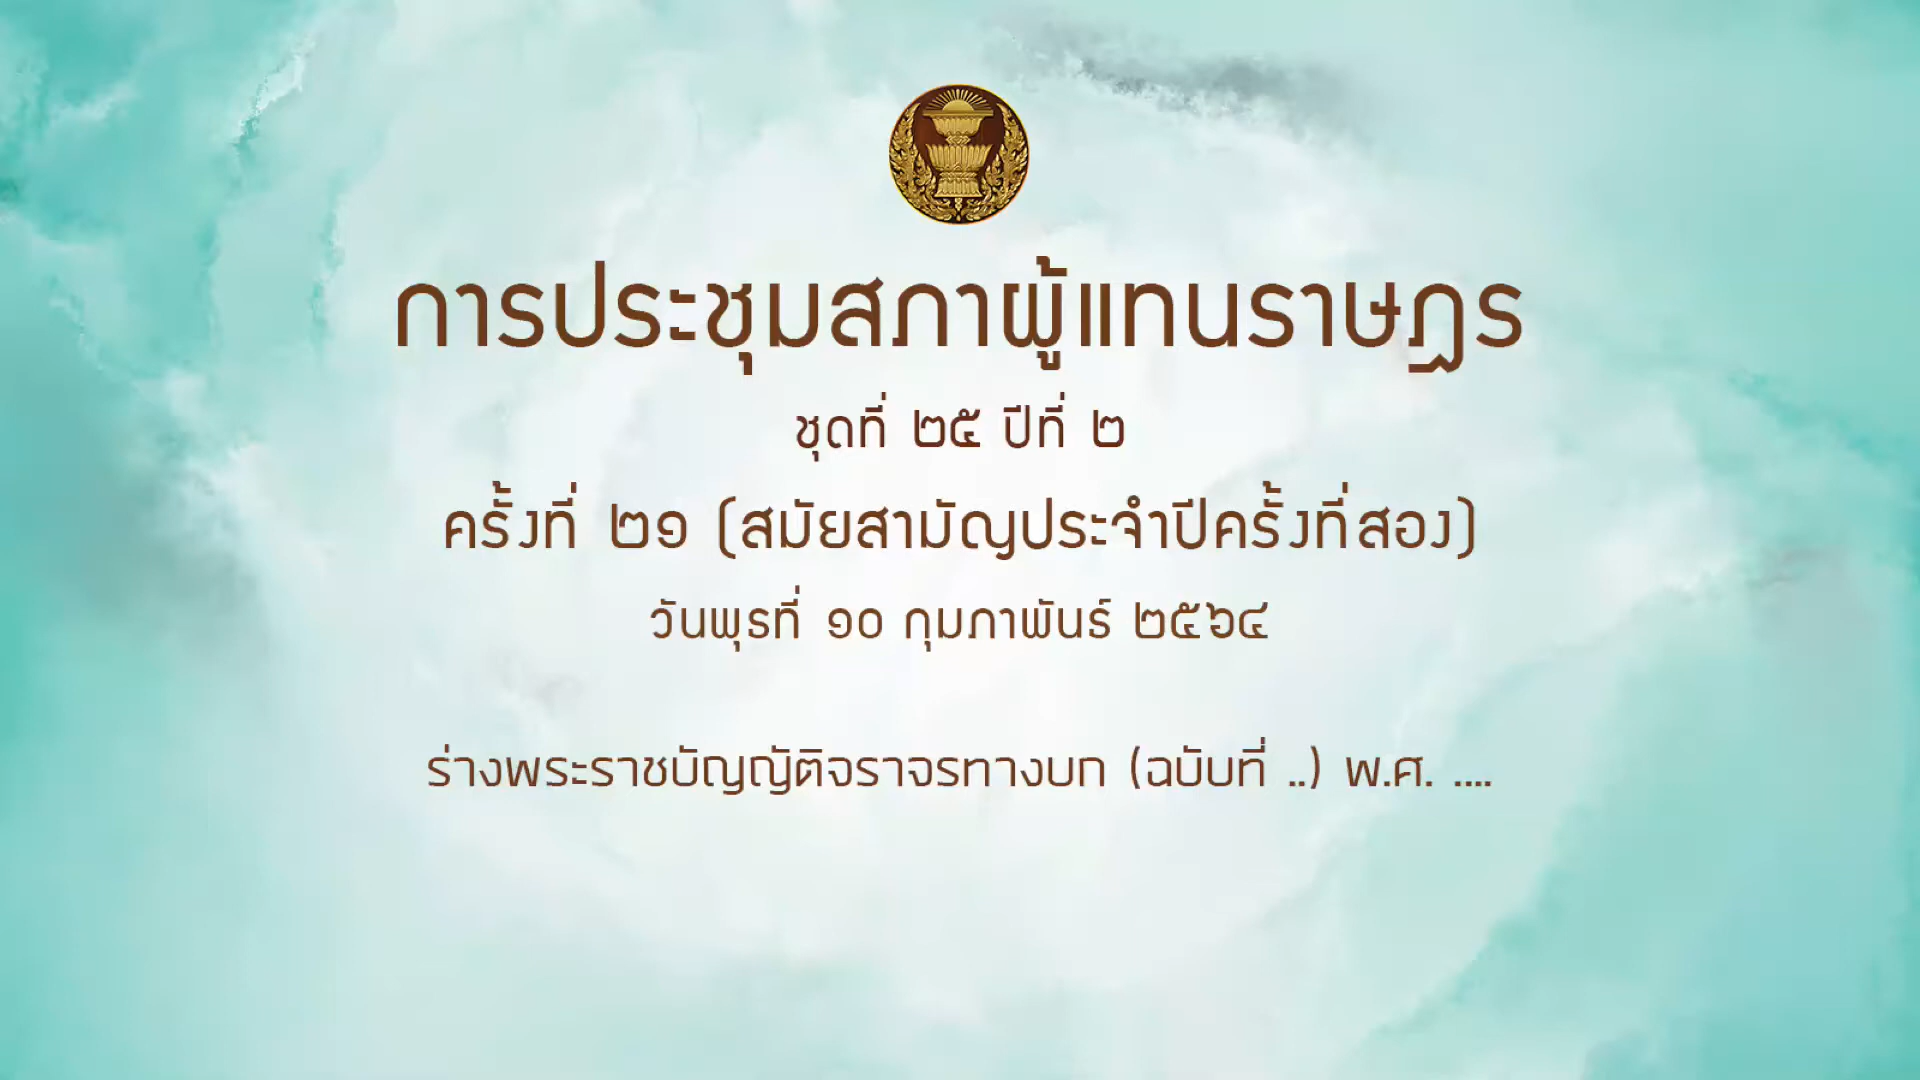 การประชุมสภาผู้แทนราษฎร
ชุดที่ ๒๕ ปีที่ ๒
ครั้งที่ ๒๑ (สมัยสามัญประจำปีครั้งที่สอง)
วันพุธที่ ๑๐ กุมภาพันธ์ ๒๕๖๔
ร่างพระราชบัญญัติจราจรทางบก (ฉบับที่ ..) พ.ศ. ....